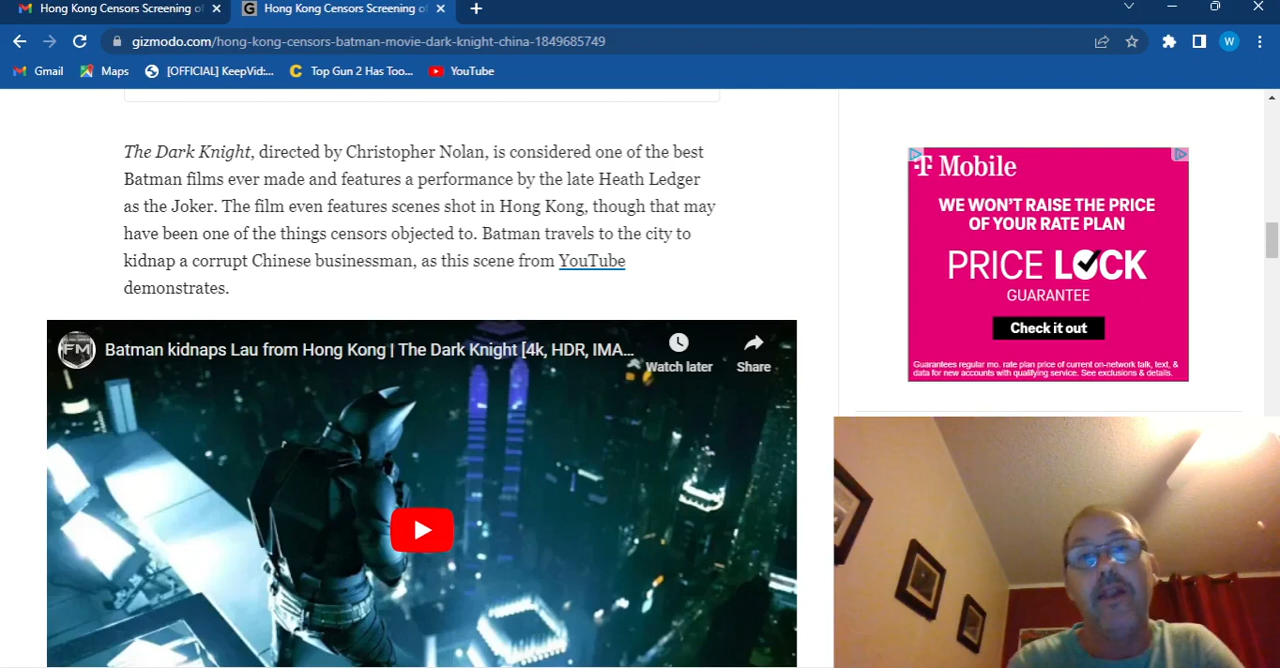 Hong Kong Censors Screening of
Hong Kong Censors Screening of
gizmodo.com/hong-kong-censors-batman-movie-dark-knight-china-1849685749
W
Gmail
Maps
[OFFICIAL] KeepVid:...
Top Gun 2 Has Too...
YouTube
The Dark Knight, directed by Christopher Nolan, is considered one of the best
Batman films ever made and features a performance by the late Heath Ledger
as the Joker. The film even features scenes shot in Hong Kong, though that may
have been one of the things censors objected to. Batman travels to the city to
kidnap a corrupt Chinese businessman, as this scene from YouTube
demonstrates.
FM
Batman kidnaps Lau from Hong Kong | The Dark Knight [4k, HDR, IMA...
Watch later
Share
T Mobile
WE WON'T RAISE THE PRICE
OF YOUR RATE PLAN
PRICE LOCK
GUARANTEE
Check it out
Guarantees regular mo. rate plan price of current on-network talk, text, &
data for new accounts with qualifying service. See exclusions & details.